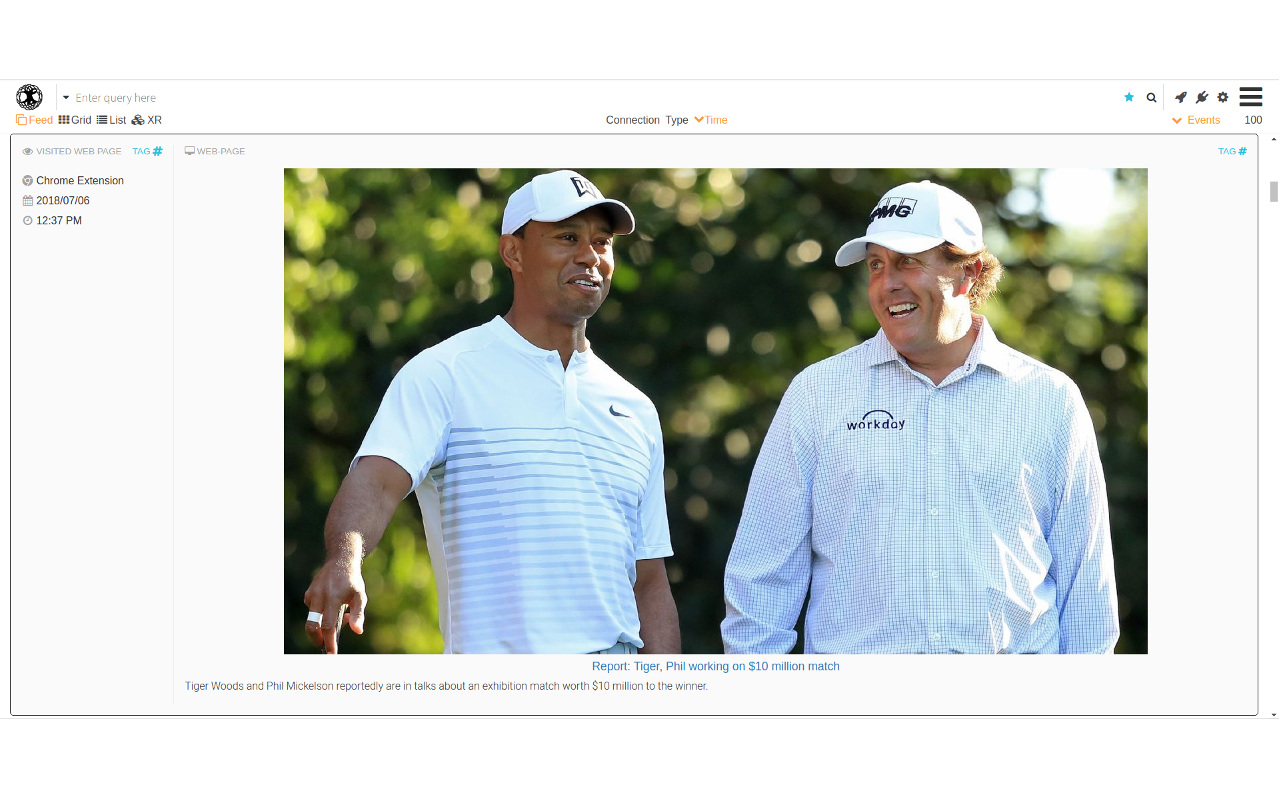 Enter query here
Feed Grid List XR
Connection Type Time
Events 100
VISITED WEB PAGE TAG #
Chrome Extension
2018/07/06
12:37 PM
WEB-PAGE TAG #
TW
KPMG
workday
Report: Tiger, Phil working on $10 million match
Tiger Woods and Phil Mickelson reportedly are in talks about an exhibition match worth $10 million to the winner.